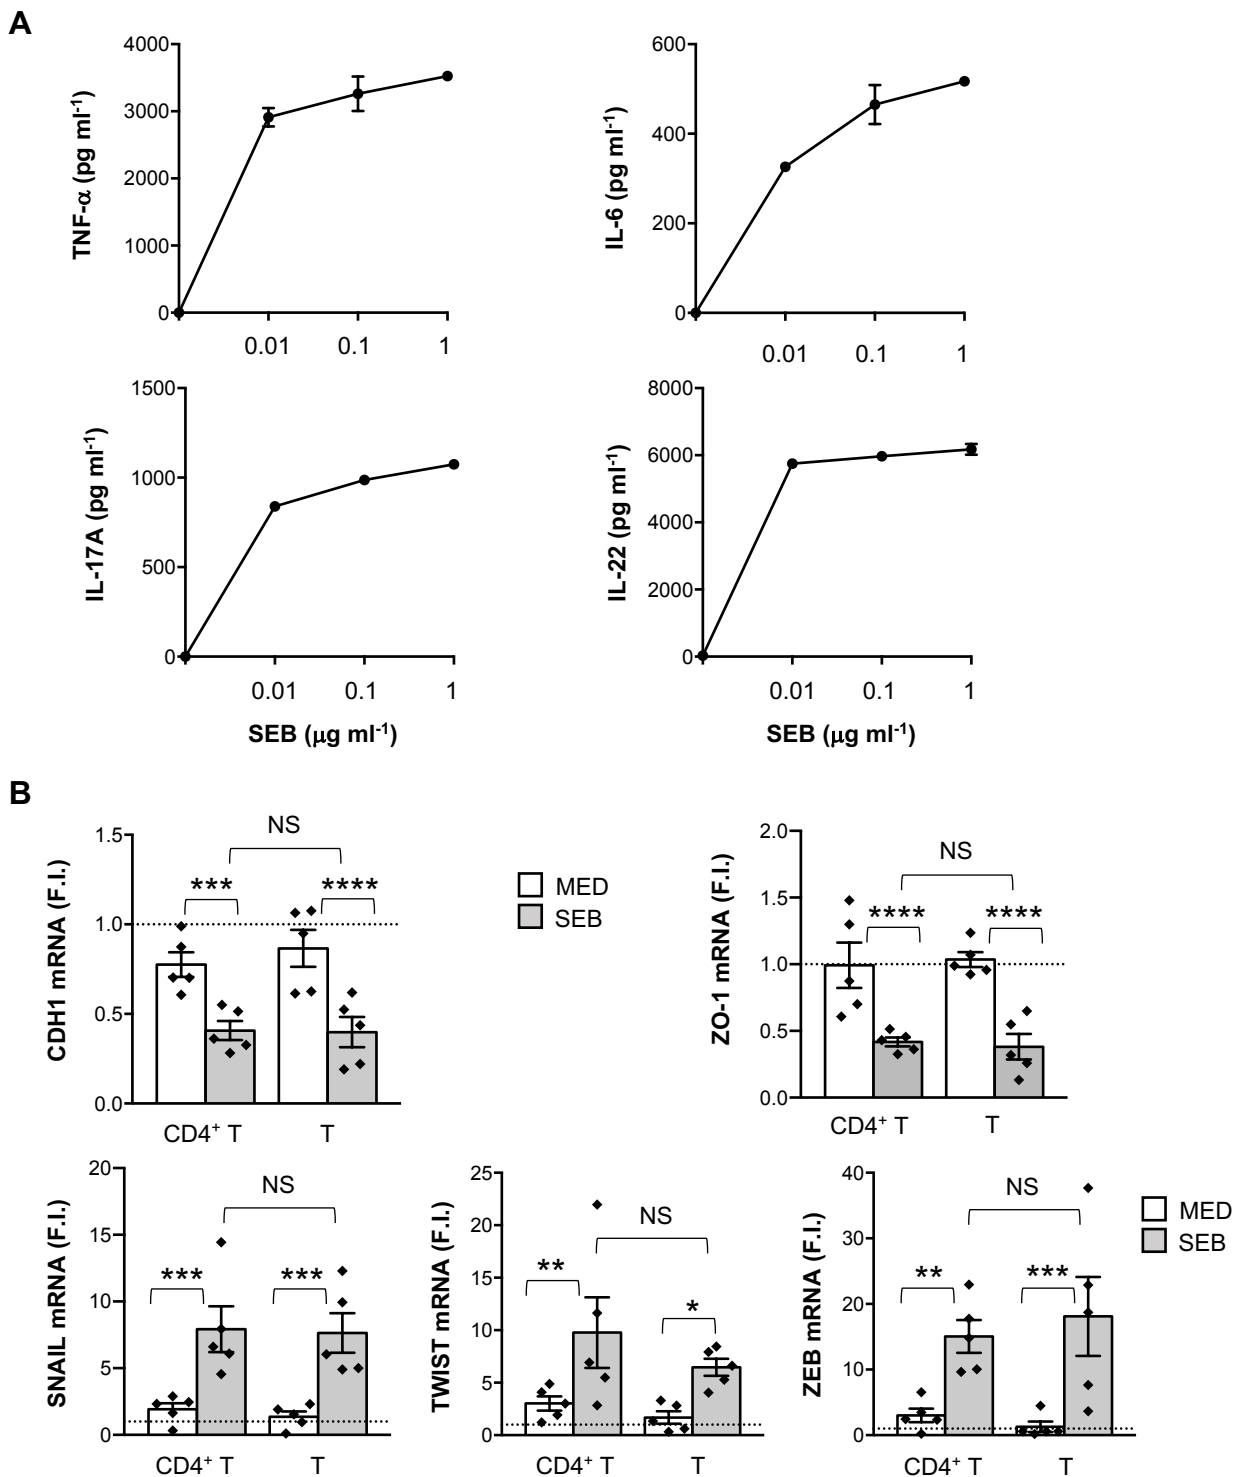 A
TNF-α (pg ml⁻¹)
4000
3000
2000
1000
0
0.01 0.1 1
IL-6 (pg ml⁻¹)
600
400
200
0
0.01 0.1 1
IL-17A (pg ml⁻¹)
1500
1000
500
0
0.01 0.1 1
SEB (μg ml⁻¹)
IL-22 (pg ml⁻¹)
8000
6000
4000
2000
0
0.01 0.1 1
SEB (μg ml⁻¹)
B
CDH1 mRNA (F.I.)
1.5
1.0
0.5
0.0
NS
*** ****
CD4⁺ T T
MED
SEB
ZO-1 mRNA (F.I.)
2.0
1.5
1.0
0.5
0.0
NS
**** ****
CD4⁺ T T
SNAIL mRNA (F.I.)
20
15
10
5
0
NS
*** ***
CD4⁺ T T
TWIST mRNA (F.I.)
25
20
15
10
5
0
NS
** *
CD4⁺ T T
ZEB mRNA (F.I.)
40
30
20
10
0
NS
** ***
CD4⁺ T T
MED
SEB